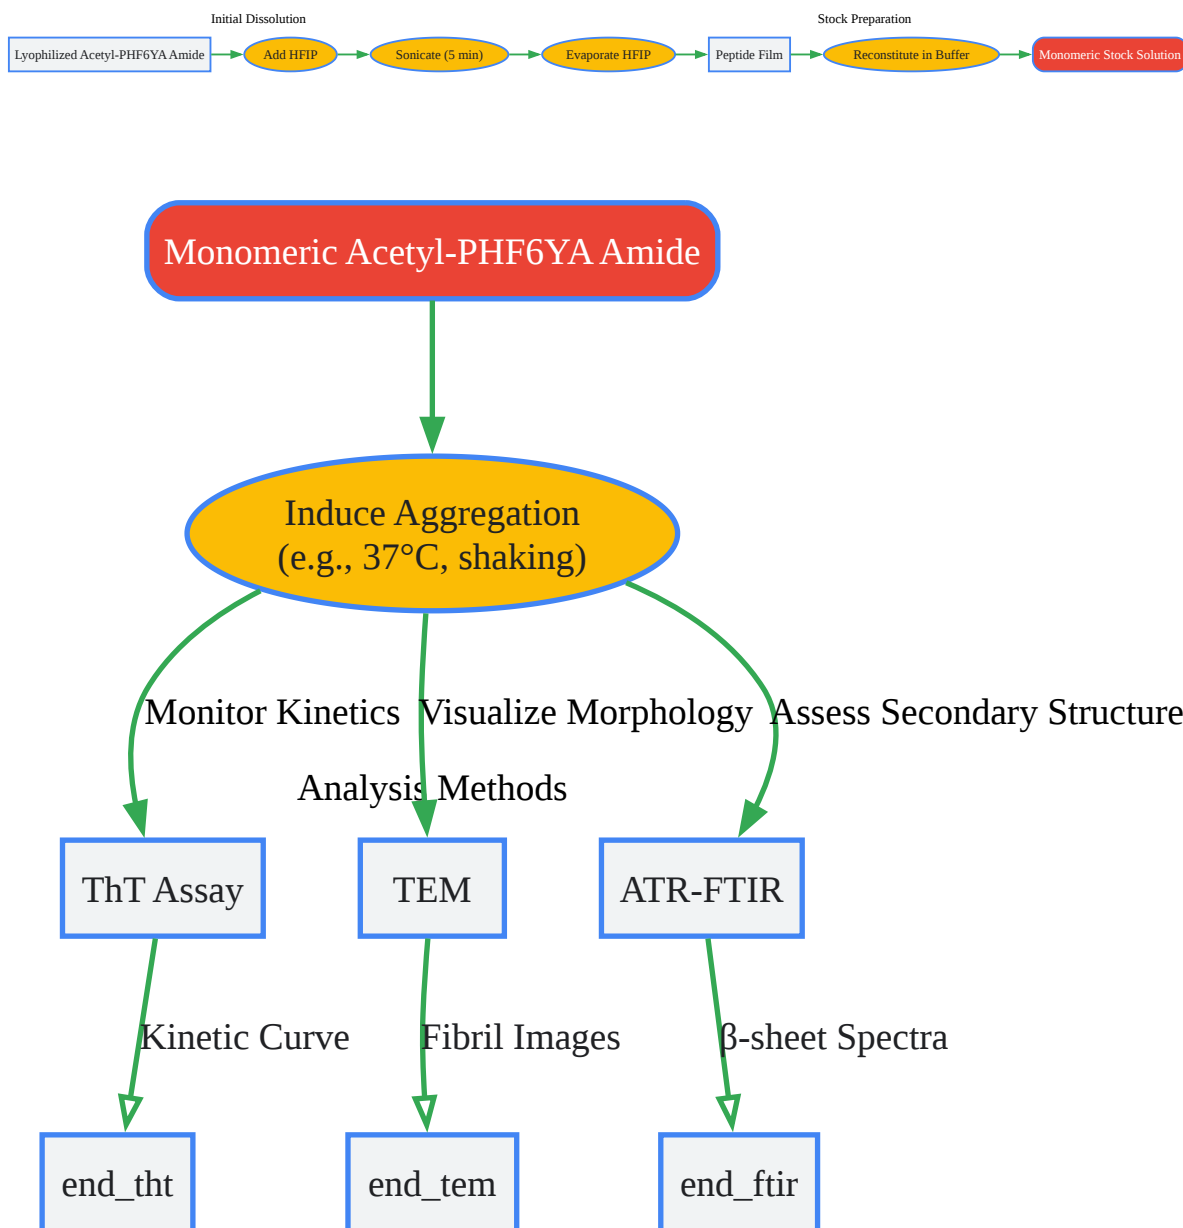 Initial Dissolution
Stock Preparation
Lyophilized Acetyl-PHF6YA Amide
Add HFIP
Sonicate (5 min)
Evaporate HFIP
Peptide Film
Reconstitute in Buffer
Monomeric Stock Solution
Monomeric Acetyl-PHF6YA Amide
Induce Aggregation
(e.g., 37°C, shaking)
Monitor Kinetics
Visualize Morphology
Assess Secondary Structure
Analysis Methods
ThT Assay
TEM
ATR-FTIR
Kinetic Curve
Fibril Images
β-sheet Spectra
end_tht
end_tem
end_ftir